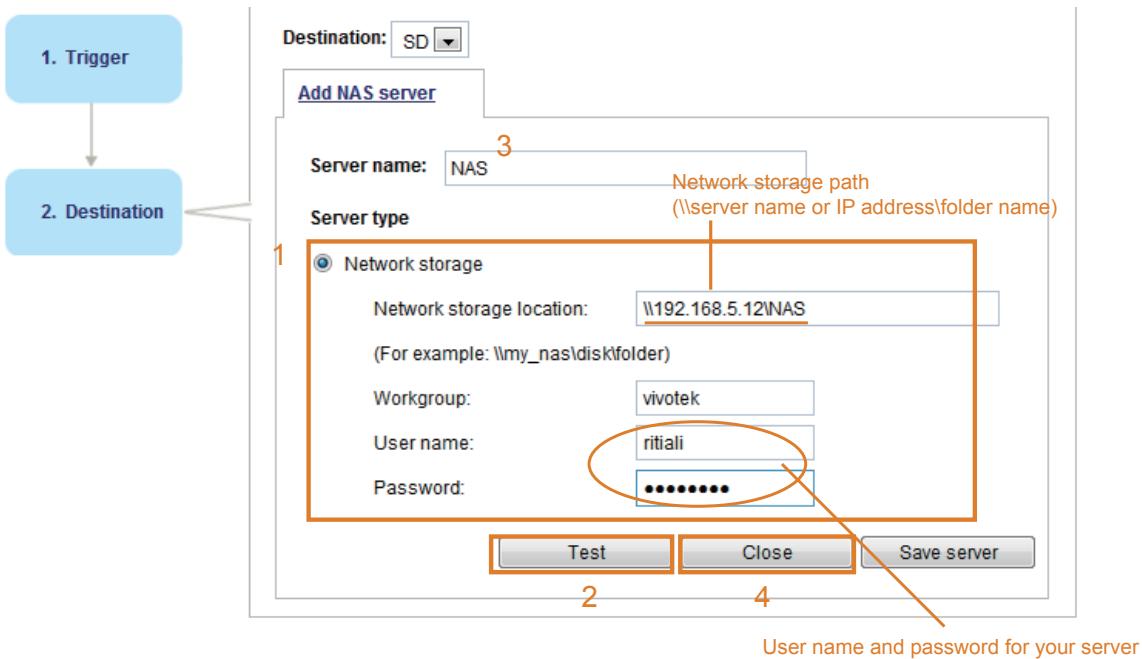 1. Trigger
2. Destination
Destination: SD
Add NAS server
3
Server name: NAS
Network storage path
(\\server name or IP address\folder name)
Server type
1
Network storage
Network storage location: \\192.168.5.12\NAS
(For example: \\my_nas\disk\folder)
Workgroup: vivotek
User name: ritiali
Password: ●●●●●●●●
Test Close Save server
2 4
User name and password for your server